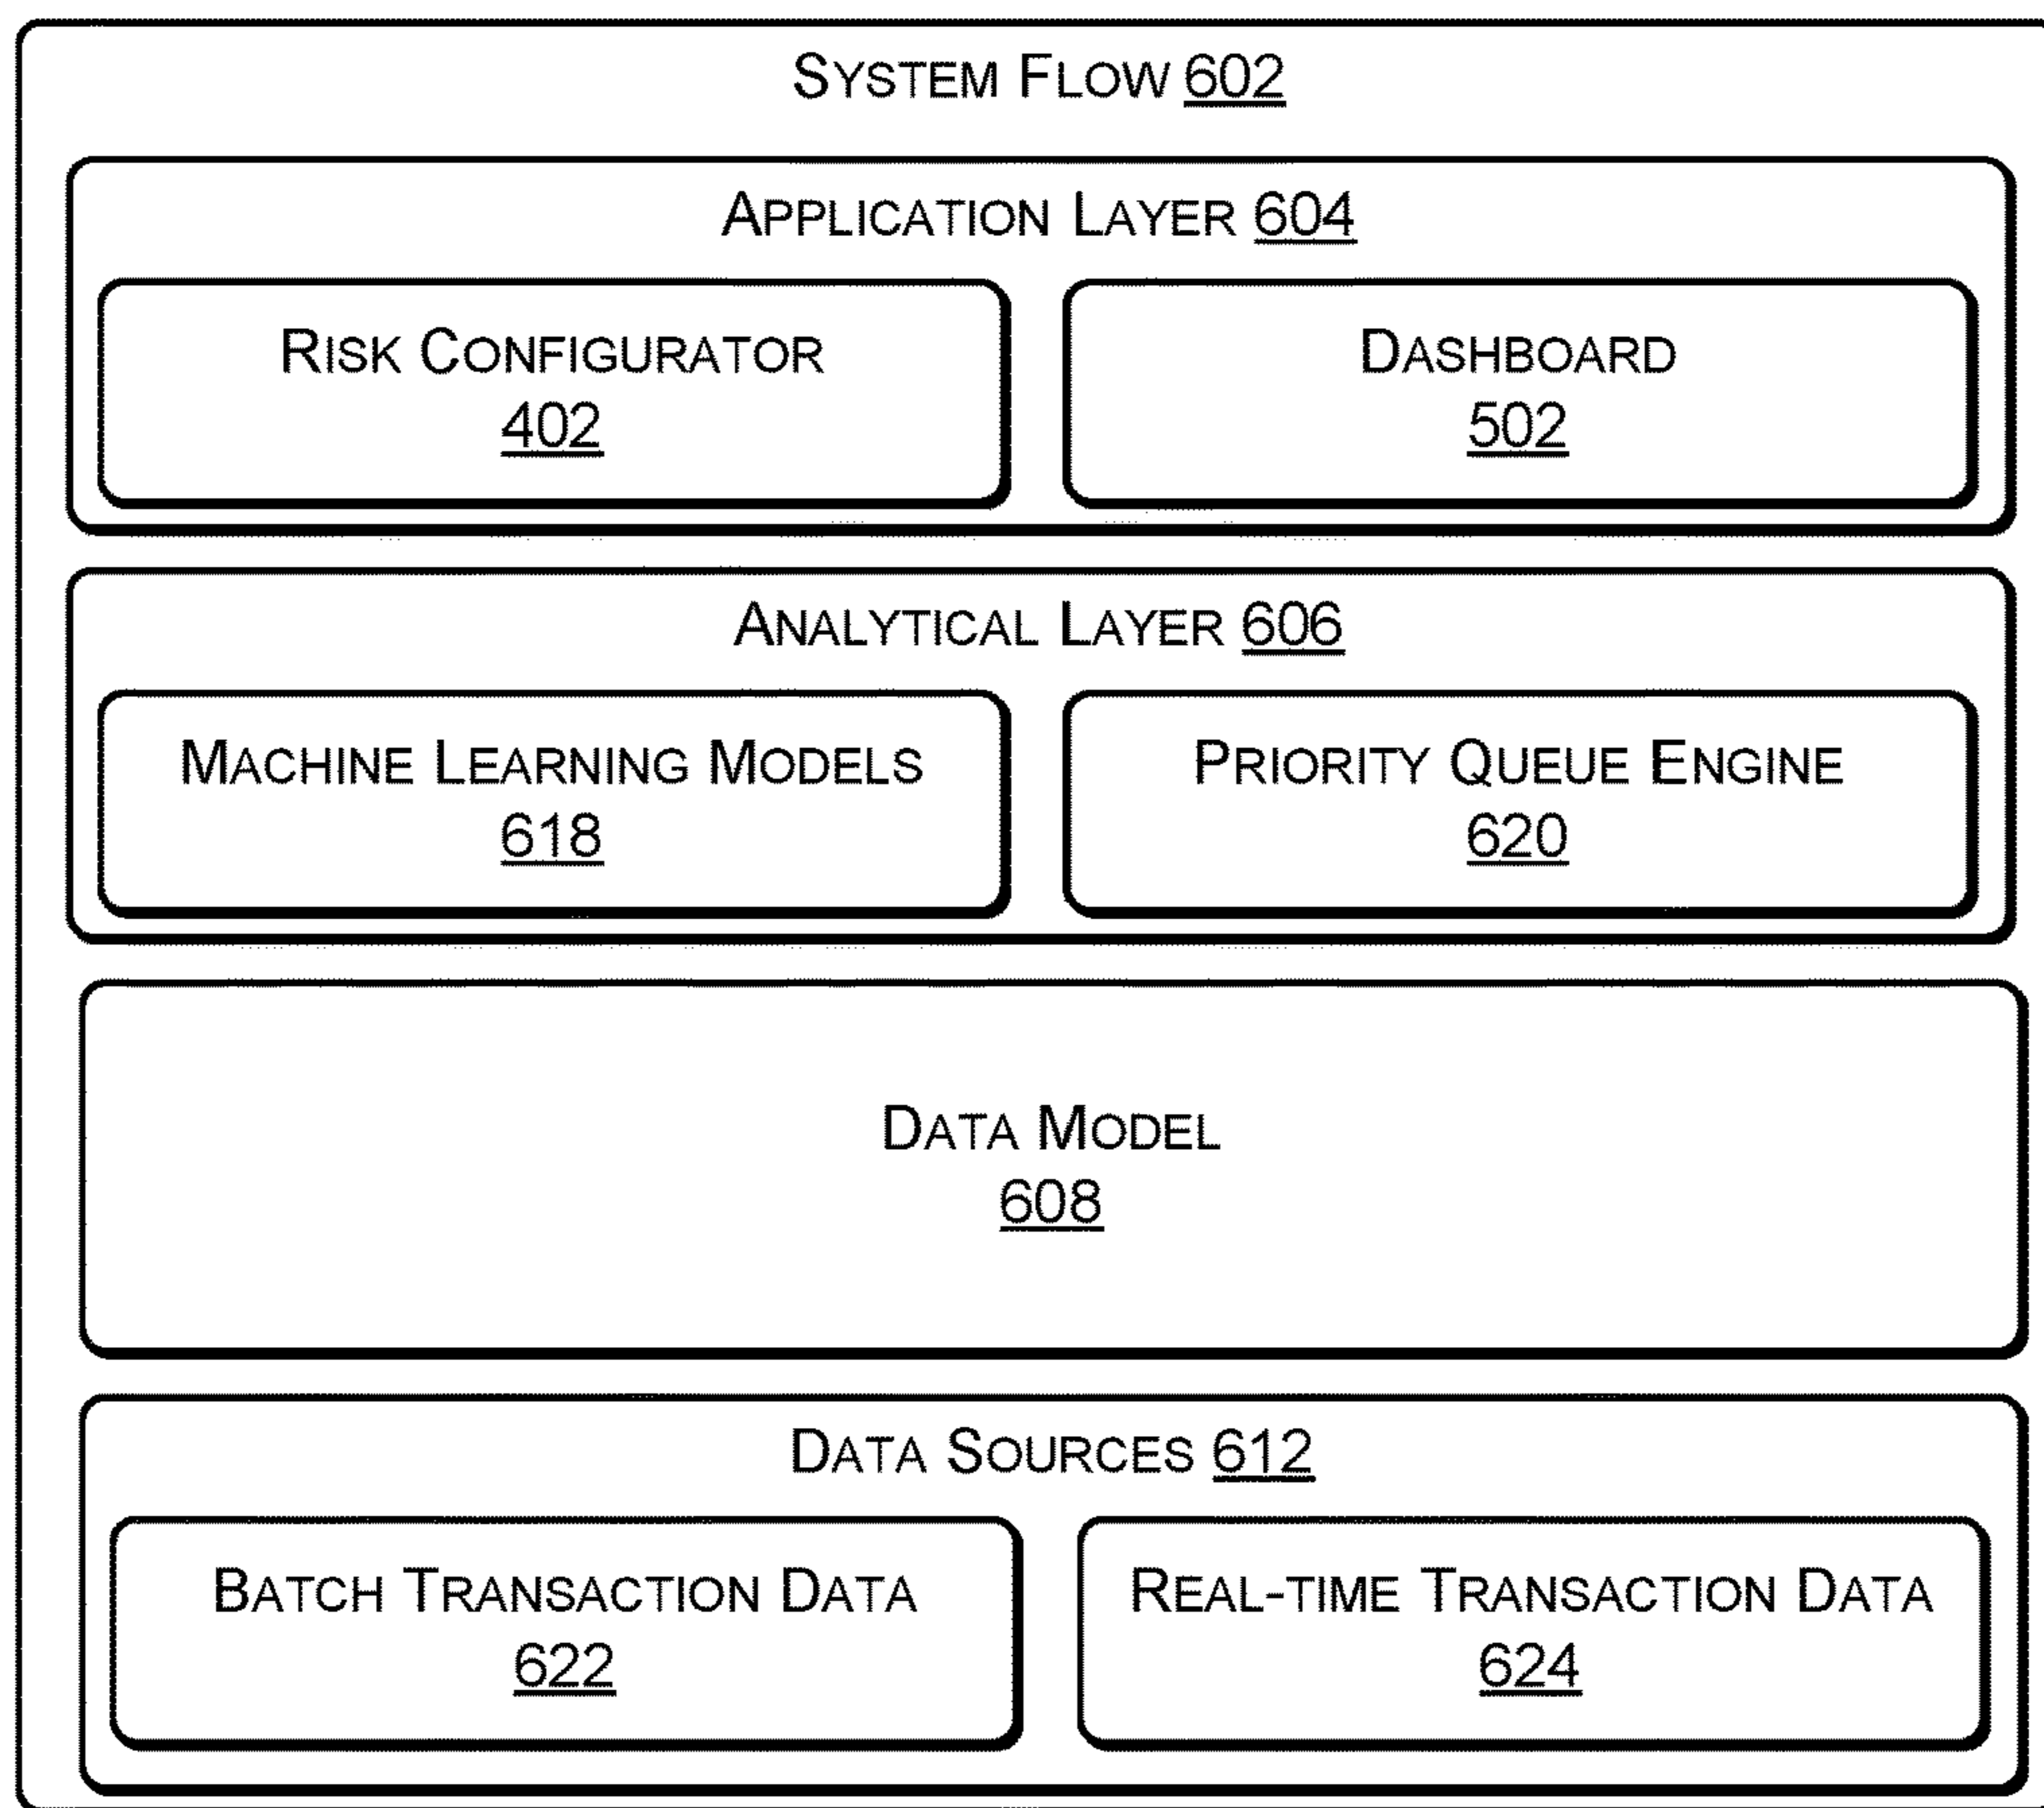 SYSTEM FLOW 602
APPLICATION LAYER 604
RISK CONFIGURATOR
402
DASHBOARD
502
ANALYTICAL LAYER 606
MACHINE LEARNING MODELS
618
PRIORITY QUEUE ENGINE
620
DATA MODEL
608
DATA SOURCES 612
BATCH TRANSACTION DATA
622
REAL-TIME TRANSACTION DATA
624